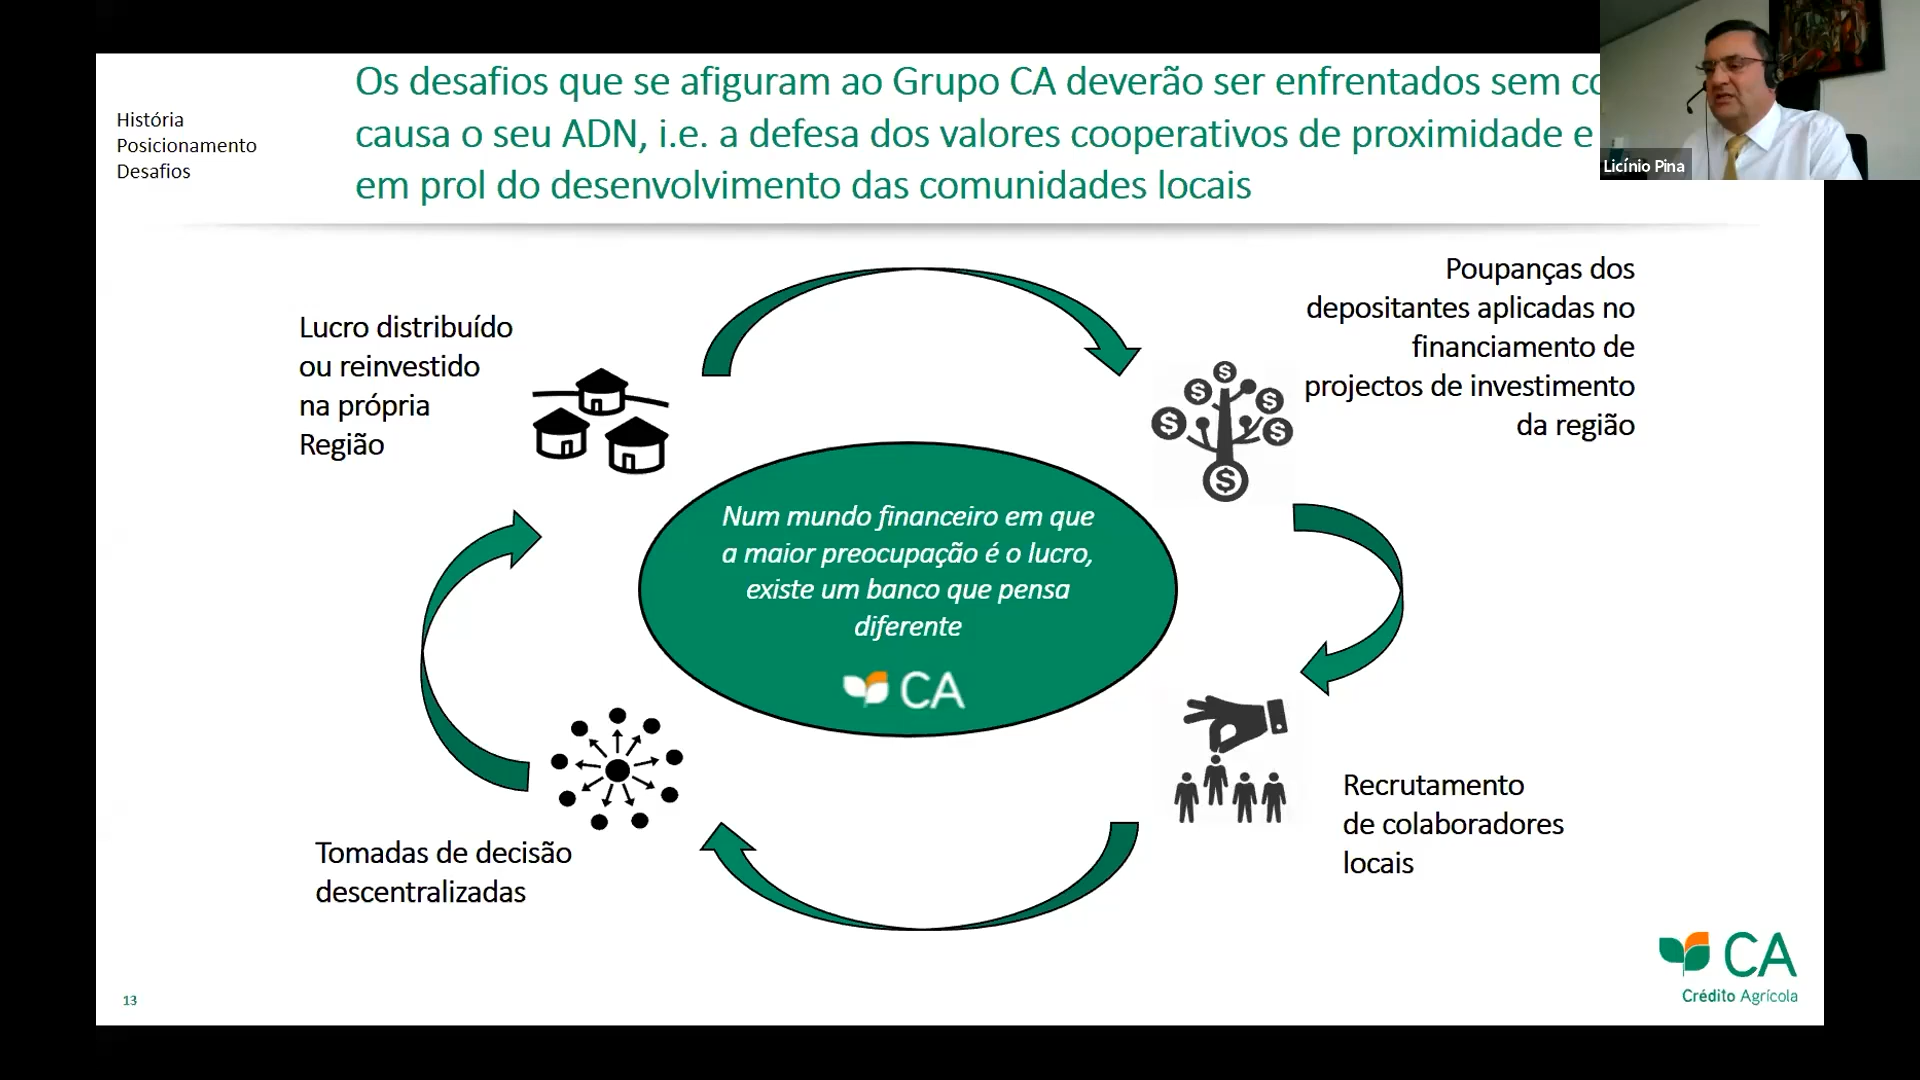 História
Posicionamento
Desafios
Os desafios que se afiguram ao Grupo CA deverão ser enfrentados sem
causa o seu ADN, i.e. a defesa dos valores cooperativos de proximidade e
em prol do desenvolvimento das comunidades locais
Licínio Pina
Lucro distribuído
ou reinvestido
na própria
Região
Poupanças dos
depositantes aplicadas no
financiamento de
projectos de investimento
da região
Num mundo financeiro em que
a maior preocupação é o lucro,
existe um banco que pensa
diferente
CA
Tomadas de decisão
descentralizadas
Recrutamento
de colaboradores
locais
CA
Crédito Agrícola
13